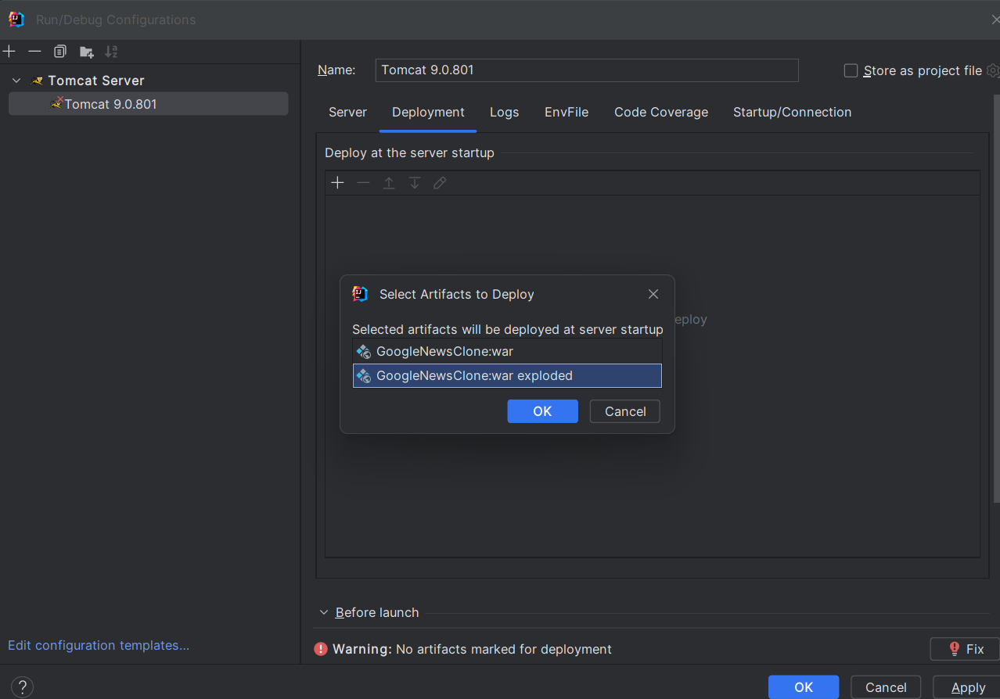 Run/Debug Configurations
Tomcat Server
Tomcat 9.0.801
Name: Tomcat 9.0.801 Store as project file
Server Deployment Logs EnvFile Code Coverage Startup/Connection
Deploy at the server startup
Select Artifacts to Deploy
eploy
Selected artifacts will be deployed at server startup
GoogleNewsClone:war
GoogleNewsClone:war exploded
OK Cancel
Before launch
Edit configuration templates...
Warning: No artifacts marked for deployment Fix
? OK Cancel Apply